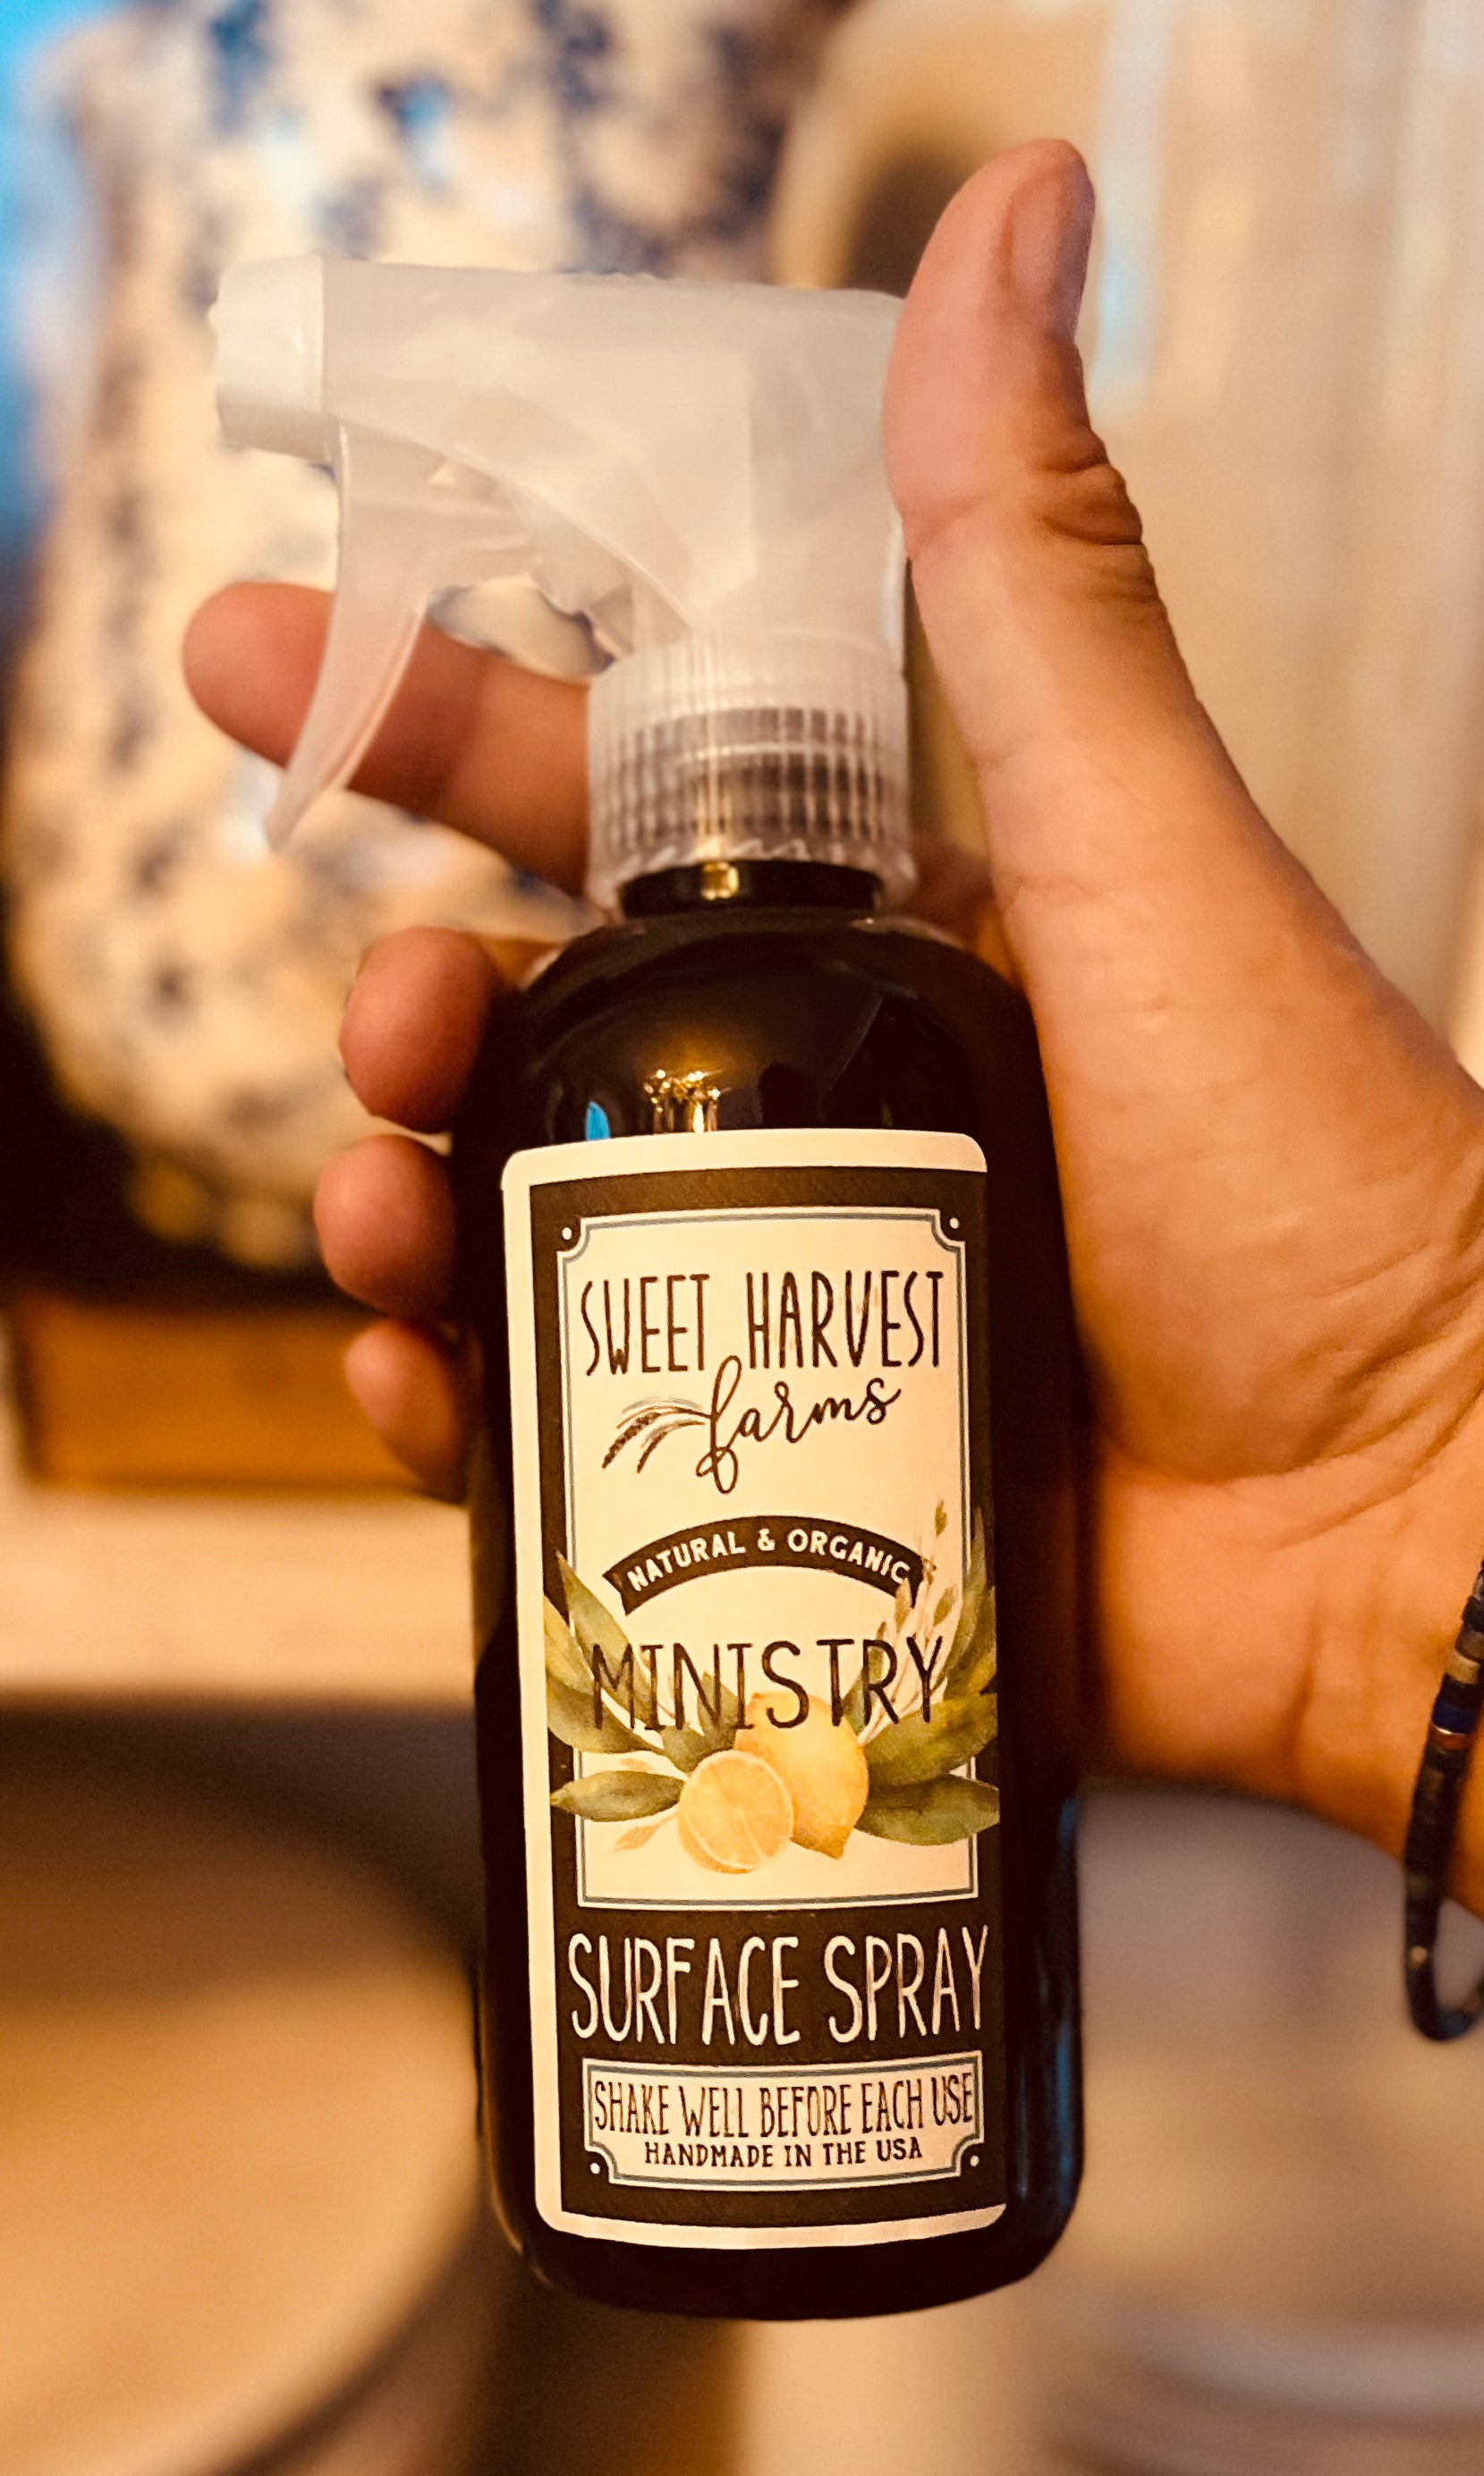 SWEET HARVEST
farms
NATURAL & ORGANIC
MINISTRY
SURFACE SPRAY
SHAKE WELL BEFORE EACH USE
HANDMADE IN THE USA